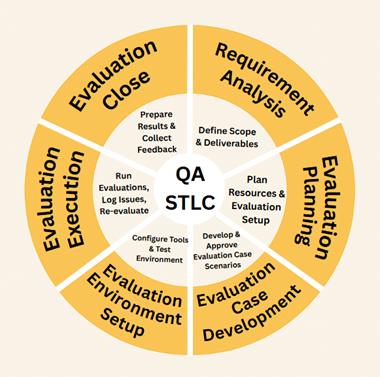 QA
STLC
Requirement
Analysis
Define Scope
& Deliverables
Evaluation
Planning
Plan
Resources &
Evaluation
Setup
Evaluation
Case
Development
Develop &
Approve
Evaluation Case
Scenarios
Evaluation
Environment
Setup
Configure Tools
& Test
Environment
Evaluation
Execution
Run
Evaluations,
Log Issues,
Re-evaluate
Evaluation
Close
Prepare
Results &
Collect
Feedback